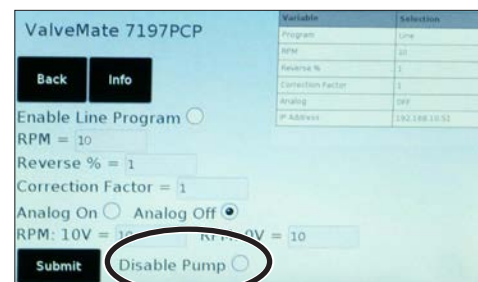 ValveMate 7197PCP
Back Info
Enable Line Program
RPM = 10
Reverse % = 1
Correction Factor = 1
Analog On Analog Off
RPM: 10V = 10 RPM: 0V = 10
Submit Disable Pump
Variable Selection
Program Line
RPM 10
Reverse % 1
Correction Factor 1
Analog OFF
IP Address 192.168.10.52